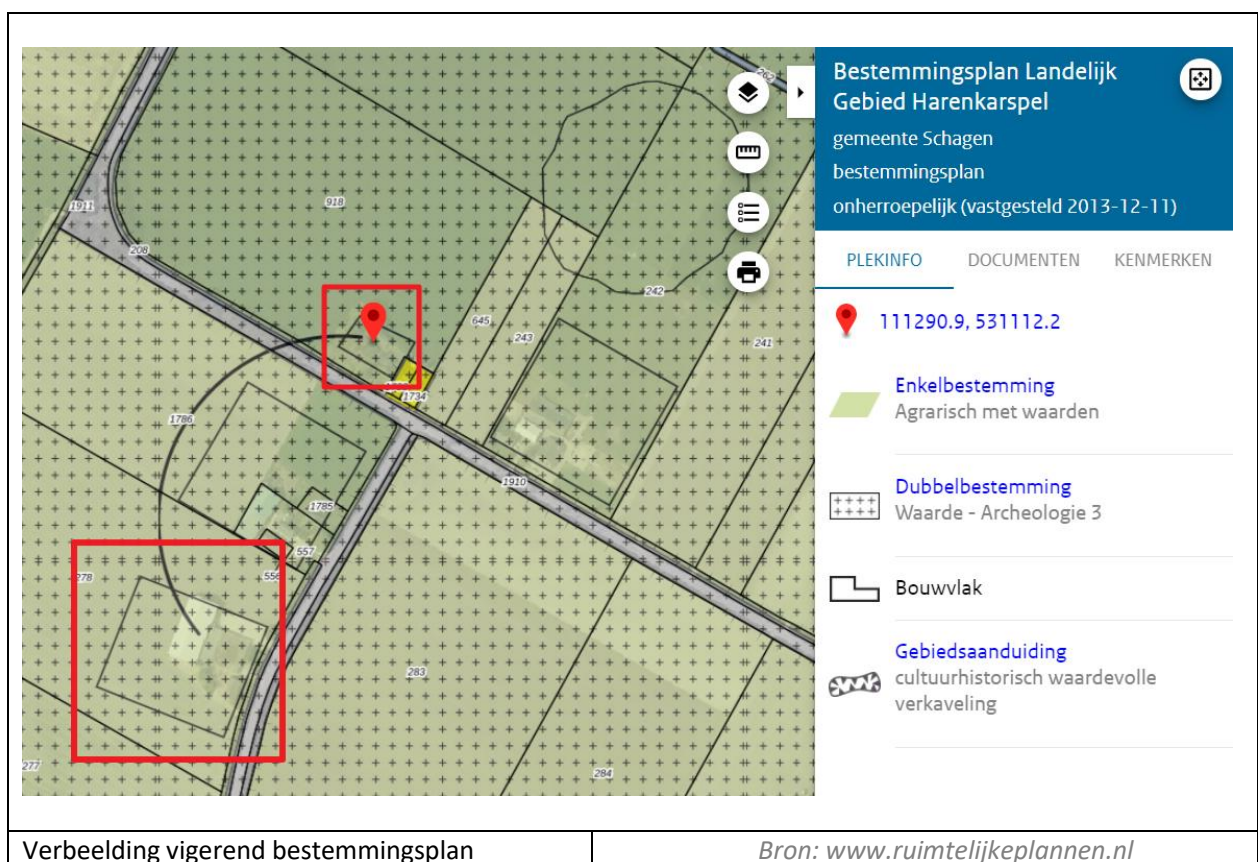 262
1911
918
208
242
645
243
241
1734
1786
1910
1785
557
278
556
283
277
284
Bestemmingsplan Landelijk
Gebied Harenkarspel
gemeente Schagen
bestemmingsplan
onherroepelijk (vastgesteld 2013-12-11)
PLEKINFO DOCUMENTEN KENMERKEN
111290.9, 531112.2
Enkelbestemming
Agrarisch met waarden
Dubbelbestemming
Waarde - Archeologie 3
Bouwvlak
Gebiedsaanduiding
cultuurhistorisch waardevolle
verkaveling
Verbeelding vigerend bestemmingsplan
Bron: www.ruimtelijkeplannen.nl